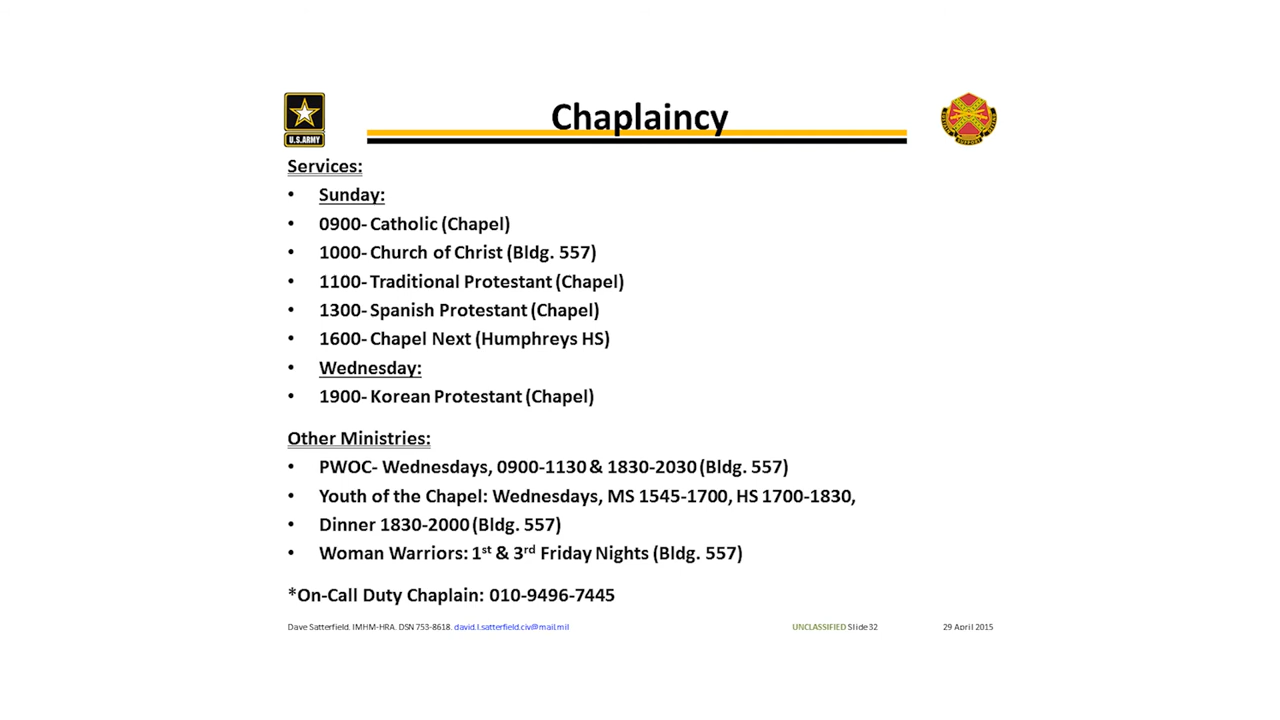 Chaplaincy
U.S.ARMY
SUPPORT
Services:
• Sunday:
• 0900- Catholic (Chapel)
• 1000- Church of Christ (Bldg. 557)
• 1100- Traditional Protestant (Chapel)
• 1300- Spanish Protestant (Chapel)
• 1600- Chapel Next (Humphreys HS)
• Wednesday:
• 1900- Korean Protestant (Chapel)
Other Ministries:
• PWOC- Wednesdays, 0900-1130 & 1830-2030 (Bldg. 557)
• Youth of the Chapel: Wednesdays, MS 1545-1700, HS 1700-1830,
• Dinner 1830-2000 (Bldg. 557)
• Woman Warriors: 1st & 3rd Friday Nights (Bldg. 557)
*On-Call Duty Chaplain: 010-9496-7445
Dave Satterfield. IMHM-HRA. DSN 753-8618. david.l.satterfield.civ@mail.mil UNCLASSIFIED Slide 32 29 April 2015